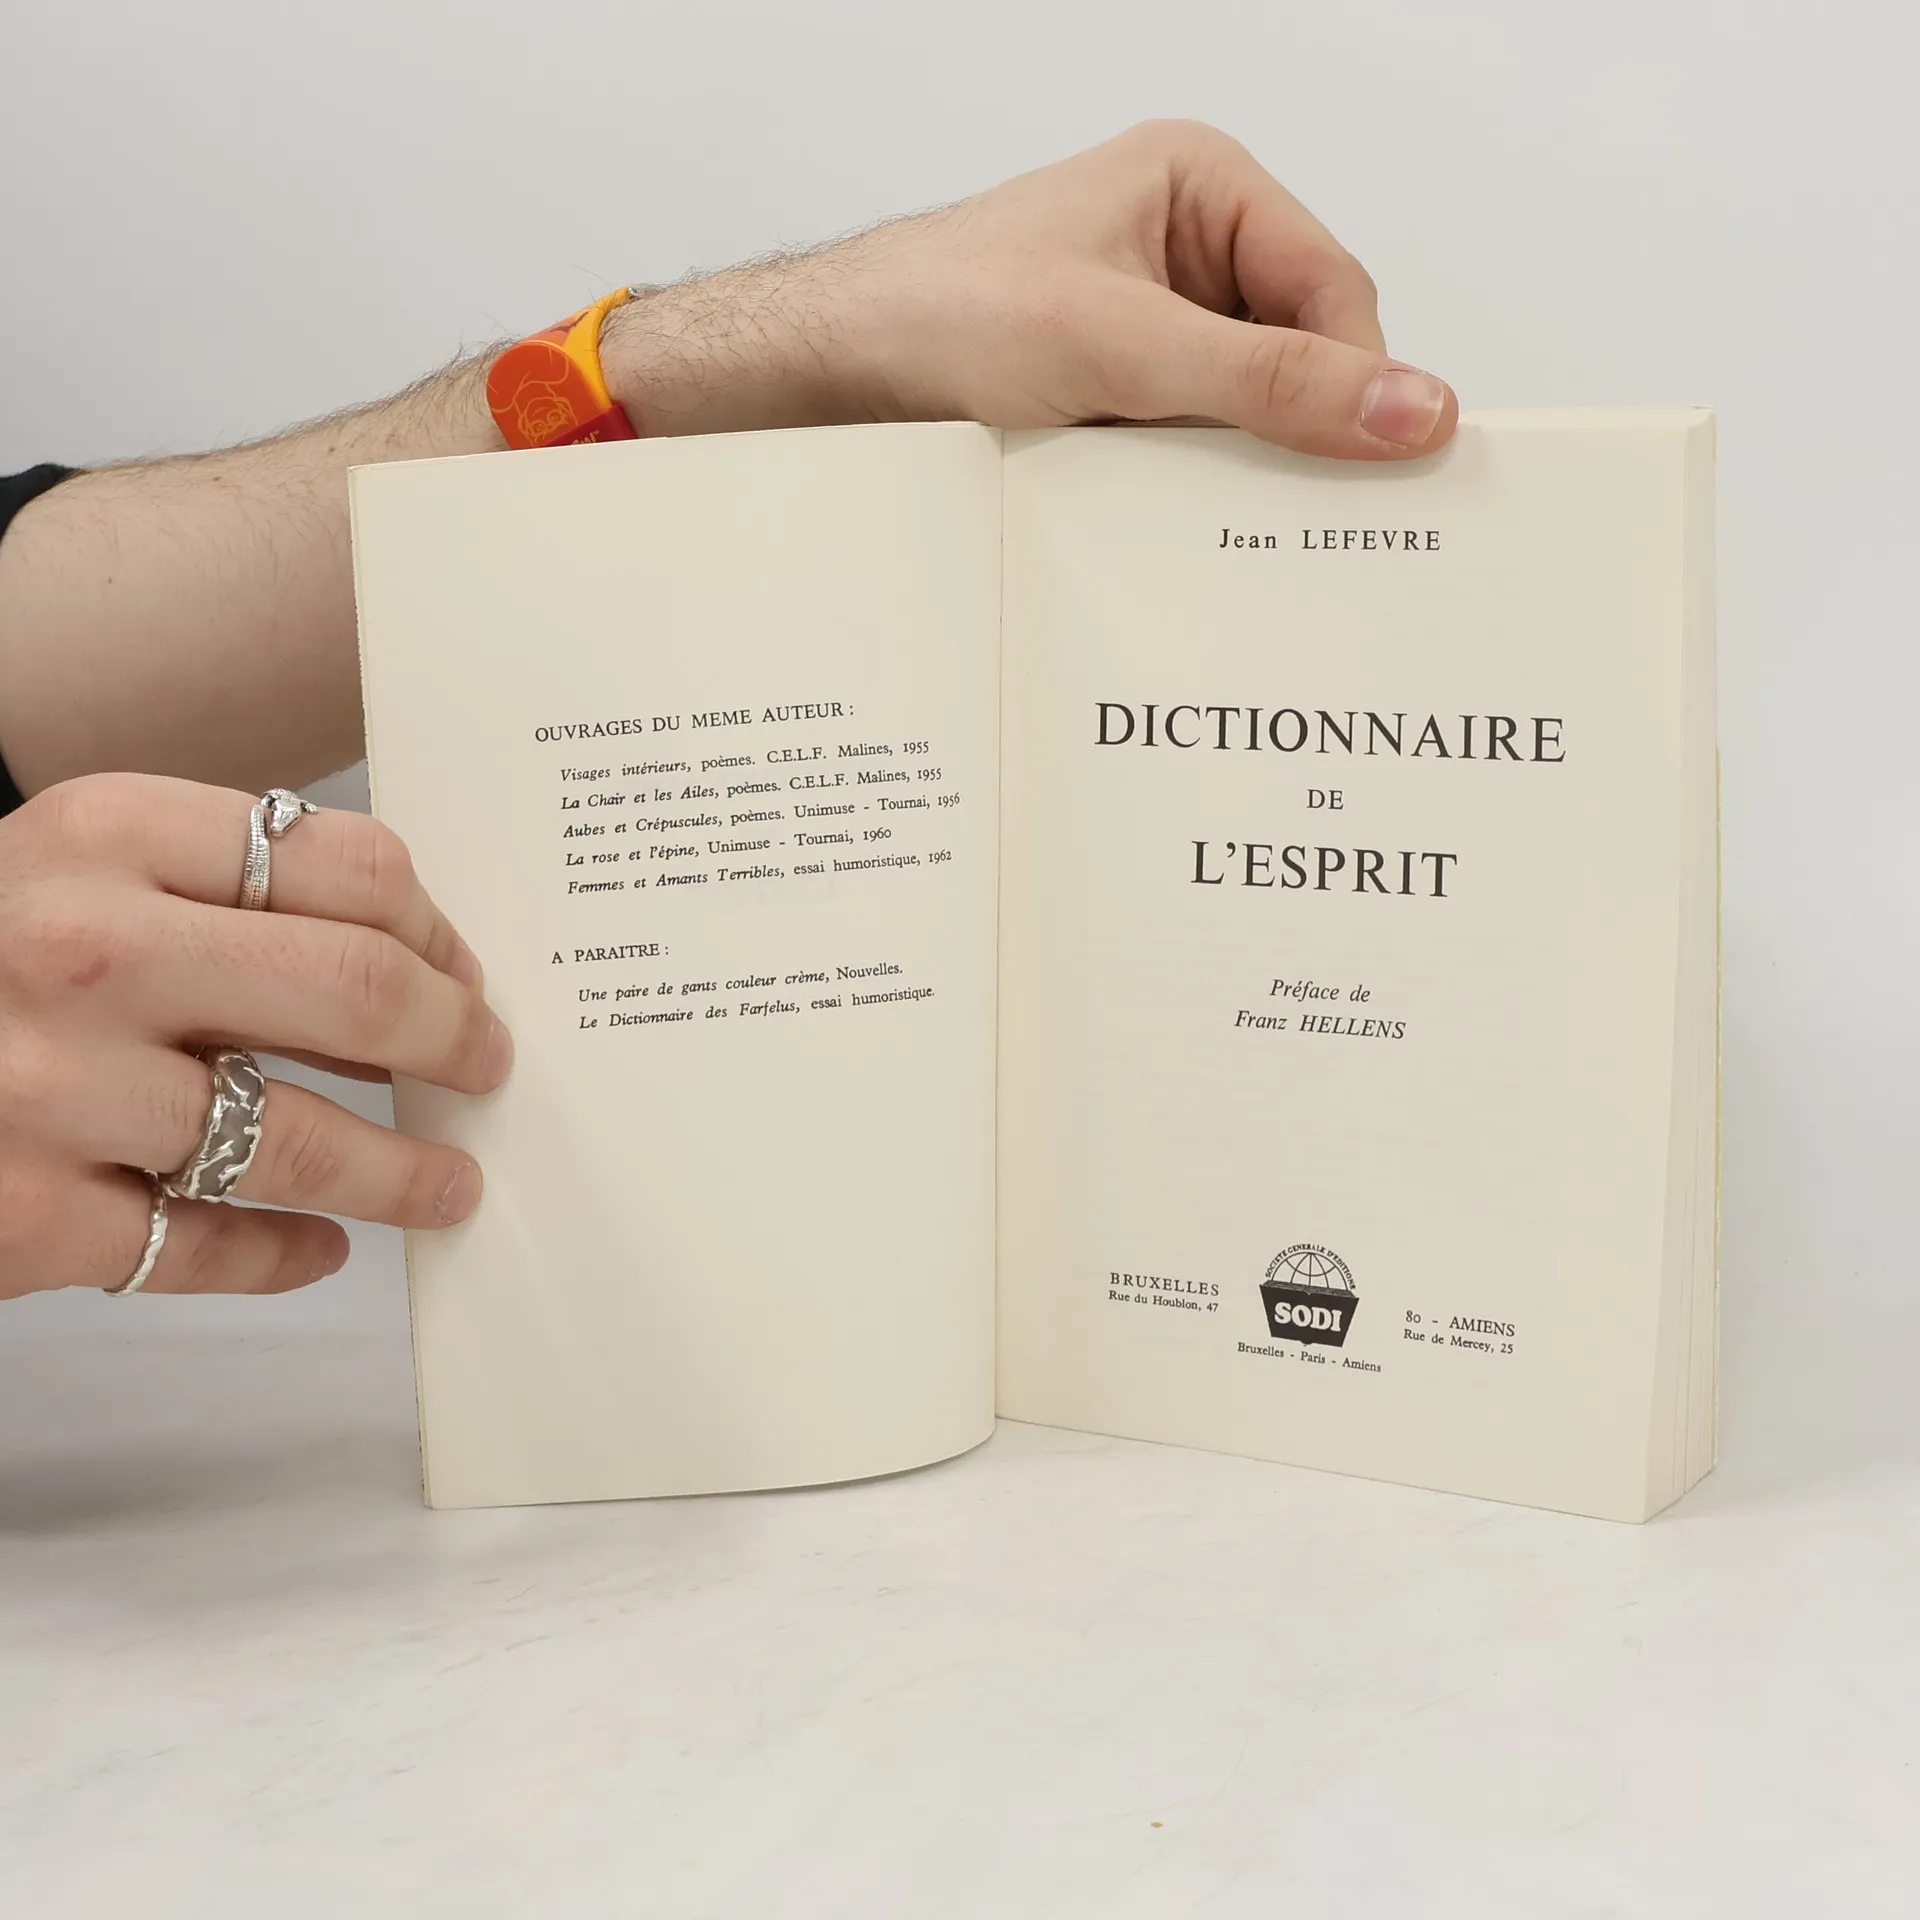 OUVRAGES DU MEME AUTEUR :
Visages intérieurs, poèmes. C.E.L.F. Malines, 1955
La Chair et les Ailes, poèmes. C.E.L.F. Malines, 1955
Aubes et Crépuscules, poèmes. Unimuse - Tournai, 1956
La rose et l'épine, Unimuse - Tournai, 1960
Femmes et Amants Terribles, essai humoristique, 1962
A PARAITRE :
Une paire de gants couleur crème, Nouvelles.
Le Dictionnaire des Farfelus, essai humoristique.
Jean LEFEVRE
DICTIONNAIRE
DE
L'ESPRIT
Préface de
Franz HELLENS
BRUXELLES
Rue du Houblon, 47
SOCIETE GENERALE D'EDITIONS
SODI
Bruxelles - Paris - Amiens
80 - AMIENS
Rue de Mercey, 25